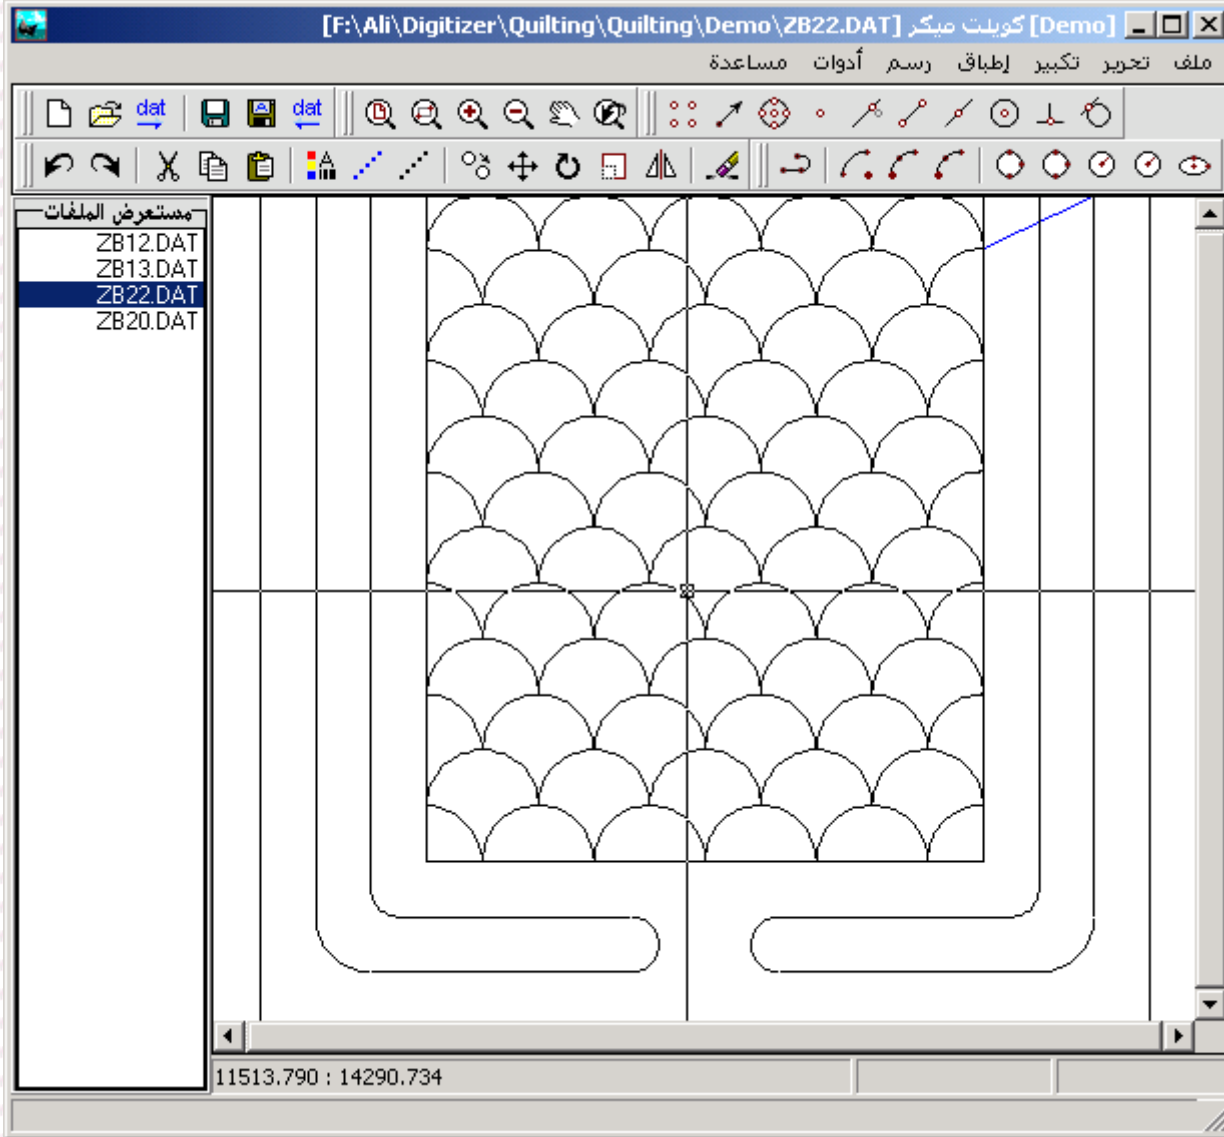 [Demo] كويلت ميكر [F:\Ali\Digitizer\Quilting\Quilting\Demo\ZB22.DAT]
ملف تحرير تكبير إطباق رسم أدوات مساعدة
dat dat
مستعرض الملفات
ZB12.DAT
ZB13.DAT
ZB22.DAT
ZB20.DAT
11513.790 : 14290.734